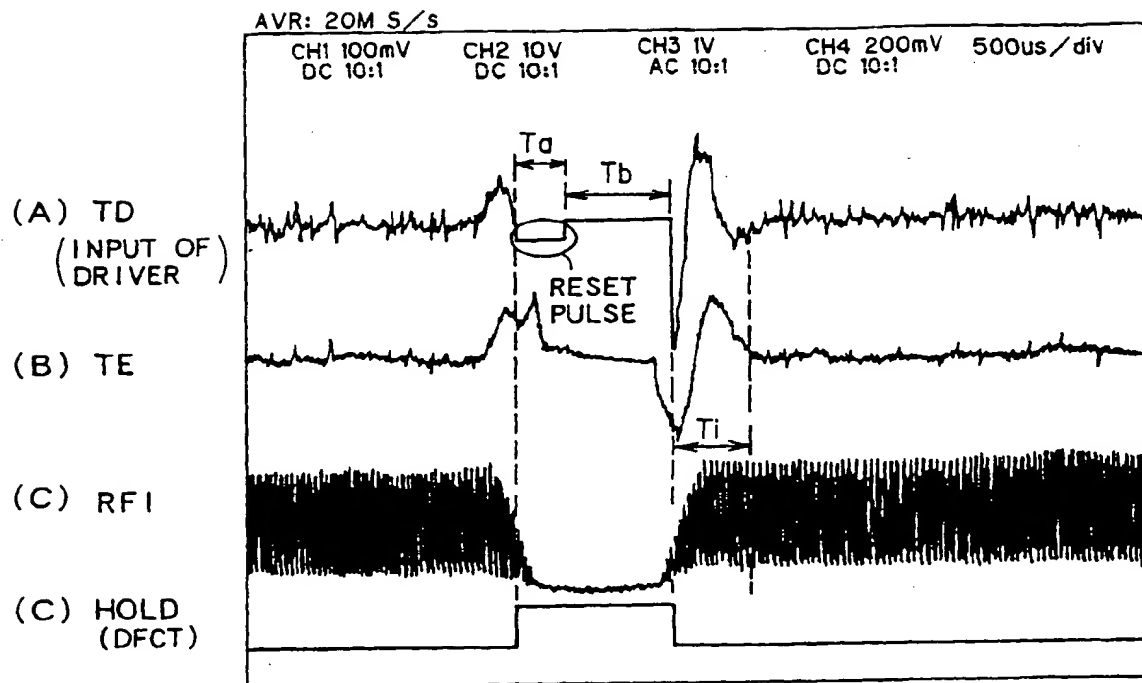 AVR: 20M S/s
CH1 100mV CH2 10V CH3 1V CH4 200mV 500us/div
DC 10:1 DC 10:1 AC 10:1 DC 10:1
Ta
Tb
(A) TD
(INPUT OF DRIVER)
RESET
PULSE
(B) TE
Ti
(C) RFI
(C) HOLD
(DFCT)